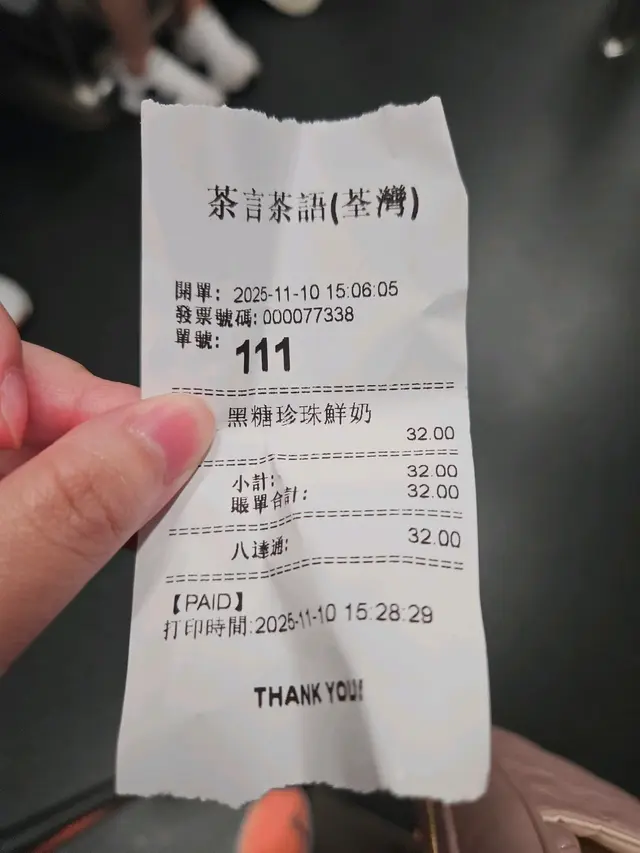 茶言茶語(荃灣)
開單: 2025-11-10 15:06:05
發票號碼:000077338
單號: 111
黑糖珍珠鮮奶
32.00
小計: 32.00
賬單合計: 32.00
八達通: 32.00
【PAID】
打印時間:2025-11-10 15:28:29
THANK YOU!